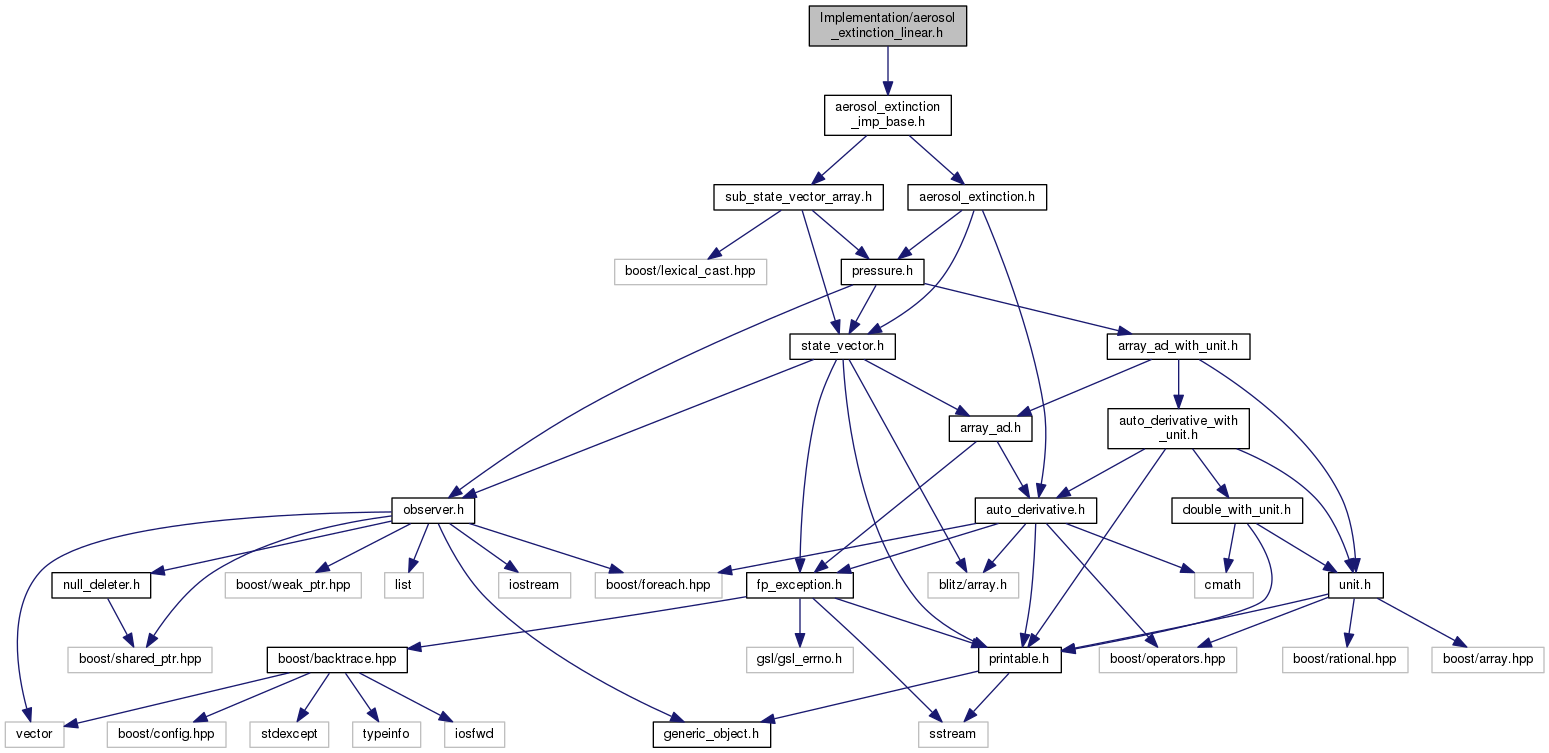 Implementation/aerosol
_extinction_linear.h
aerosol_extinction
_imp_base.h
sub_state_vector_array.h
aerosol_extinction.h
boost/lexical_cast.hpp
pressure.h
state_vector.h
array_ad_with_unit.h
array_ad.h
auto_derivative_with
_unit.h
observer.h
auto_derivative.h
double_with_unit.h
null_deleter.h
boost/weak_ptr.hpp
list
iostream
boost/foreach.hpp
fp_exception.h
blitz/array.h
cmath
unit.h
boost/shared_ptr.hpp
boost/backtrace.hpp
gsl/gsl_errno.h
printable.h
boost/operators.hpp
boost/rational.hpp
boost/array.hpp
vector
boost/config.hpp
stdexcept
typeinfo
iosfwd
generic_object.h
sstream